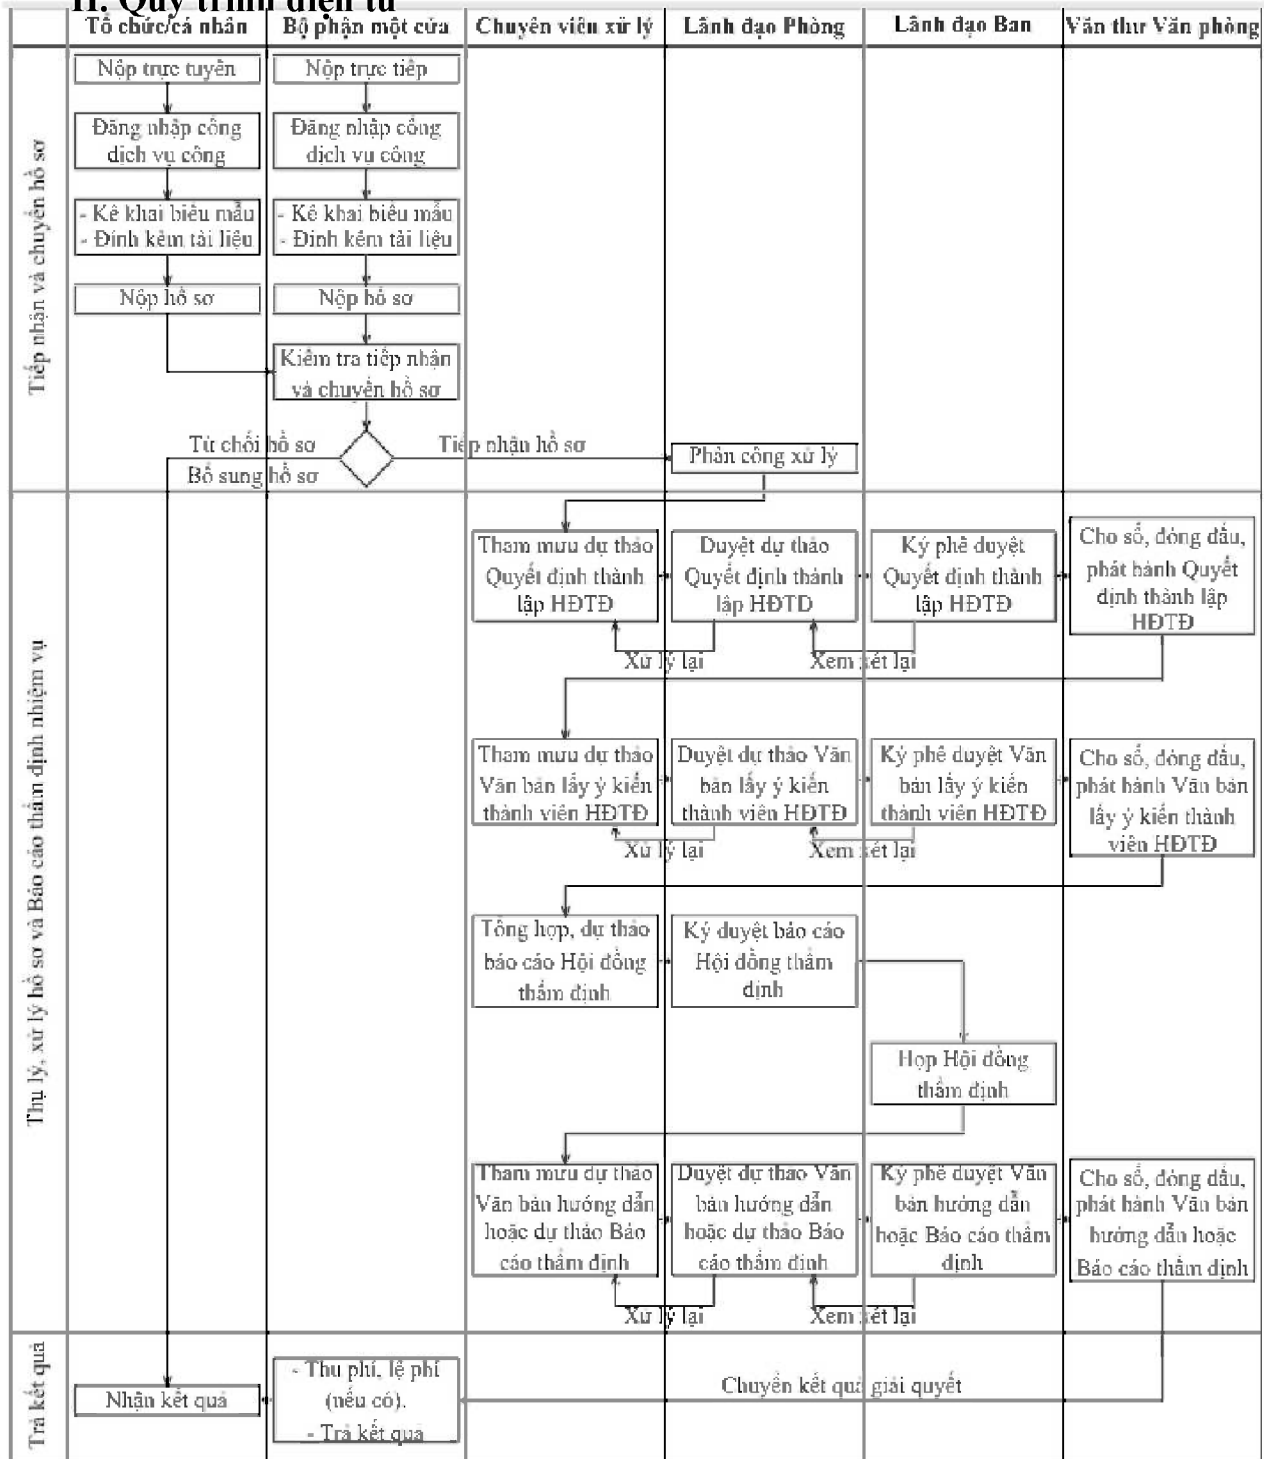 II. Quy trình điện tử
Tổ chức/cá nhân
Bộ phận một cửa
Chuyên viên xử lý
Lãnh đạo Phòng
Lãnh đạo Ban
Văn thư Văn phòng
Tiếp nhận và chuyển hồ sơ
Nộp trực tuyến
Nộp trực tiếp
Đăng nhập cổng
dịch vụ công
Đăng nhập cổng
dịch vụ công
- Kê khai biểu mẫu
- Đính kèm tài liệu
- Kê khai biểu mẫu
- Đính kèm tài liệu
Nộp hồ sơ
Nộp hồ sơ
Kiểm tra tiếp nhận
và chuyển hồ sơ
Từ chối hồ sơ
Bổ sung hồ sơ
Tiếp nhận hồ sơ
Phân công xử lý
Thụ lý, xử lý hồ sơ và Báo cáo thẩm định nhiệm vụ
Tham mưu dự thảo
Quyết định thành
lập HĐTĐ
Duyệt dự thảo
Quyết định thành
lập HĐTĐ
Ký phê duyệt
Quyết định thành
lập HĐTĐ
Cho số, đóng dấu,
phát hành Quyết
định thành lập
HĐTĐ
Xử lý lại
Xem xét lại
Tham mưu dự thảo
Văn bản lấy ý kiến
thành viên HĐTĐ
Duyệt dự thảo Văn
bản lấy ý kiến
thành viên HĐTĐ
Ký phê duyệt Văn
bản lấy ý kiến
thành viên HĐTĐ
Cho số, đóng dấu,
phát hành Văn bản
lấy ý kiến thành
viên HĐTĐ
Xử lý lại
Xem xét lại
Tổng hợp, dự thảo
báo cáo Hội đồng
thẩm định
Ký duyệt báo cáo
Hội đồng thẩm
định
Họp Hội đồng
thẩm định
Tham mưu dự thảo
Văn bản hướng dẫn
hoặc dự thảo Báo
cáo thẩm định
Duyệt dự thảo Văn
bản hướng dẫn
hoặc dự thảo Báo
cáo thẩm định
Ký phê duyệt Văn
bản hướng dẫn
hoặc Báo cáo thẩm
định
Cho số, đóng dấu,
phát hành Văn bản
hướng dẫn hoặc
Báo cáo thẩm định
Xử lý lại
Xem xét lại
Trả kết quả
Nhận kết quả
- Thu phí, lệ phí
(nếu có).
- Trả kết quả
Chuyển kết quả giải quyết